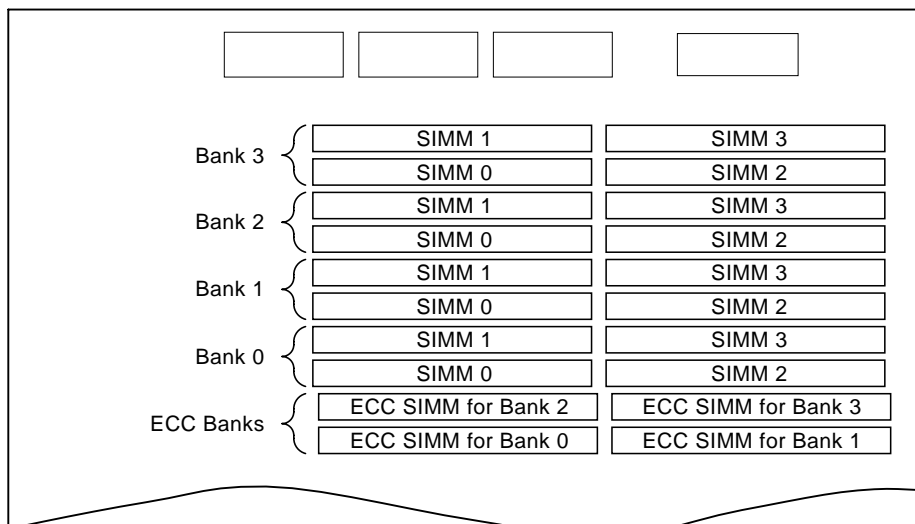 Bank 3
SIMM 1 SIMM 3
SIMM 0 SIMM 2
Bank 2
SIMM 1 SIMM 3
SIMM 0 SIMM 2
Bank 1
SIMM 1 SIMM 3
SIMM 0 SIMM 2
Bank 0
SIMM 1 SIMM 3
SIMM 0 SIMM 2
ECC Banks
ECC SIMM for Bank 2 ECC SIMM for Bank 3
ECC SIMM for Bank 0 ECC SIMM for Bank 1